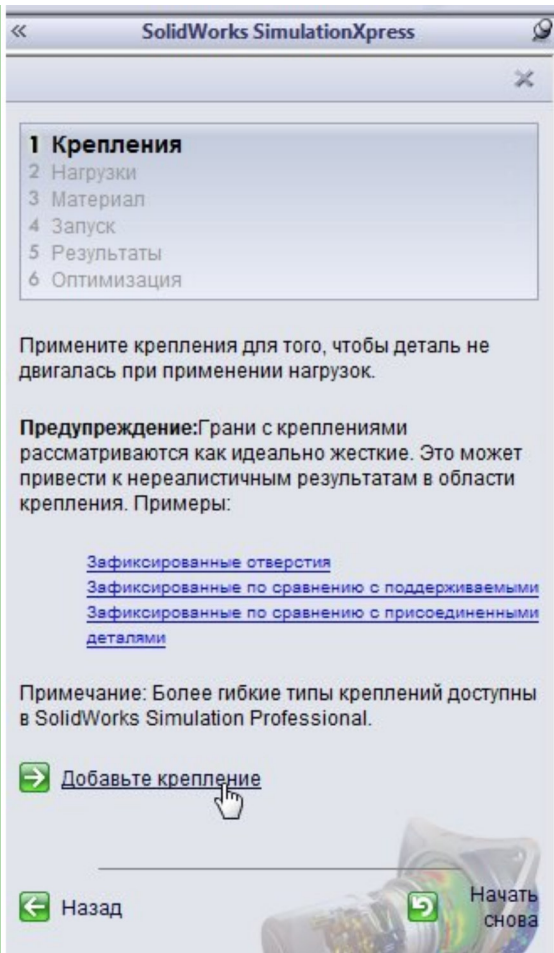 SolidWorks SimulationXpress
1 Крепления
2 Нагрузки
3 Материал
4 Запуск
5 Результаты
6 Оптимизация
Примените крепления для того, чтобы деталь не
двигалась при применении нагрузок.
Предупреждение:Грани с креплениями
рассматриваются как идеально жесткие. Это может
привести к нереалистичным результатам в области
крепления. Примеры:
Зафиксированные отверстия
Зафиксированные по сравнению с поддерживаемыми
Зафиксированные по сравнению с присоединенными
деталями
Примечание: Более гибкие типы креплений доступны
в SolidWorks Simulation Professional.
Добавьте крепление
Назад
Начать
снова